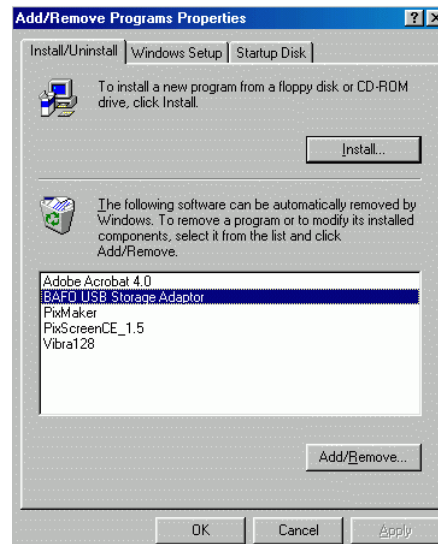 Add/Remove Programs Properties
Install/Uninstall Windows Setup Startup Disk
To install a new program from a floppy disk or CD-ROM
drive, click Install.
Install...
The following software can be automatically removed by
Windows. To remove a program or to modify its installed
components, select it from the list and click
Add/Remove.
Adobe Acrobat 4.0
BAFO USB Storage Adaptor
PixMaker
PixScreenCE_1.5
Vibra128
Add/Remove...
OK Cancel Apply